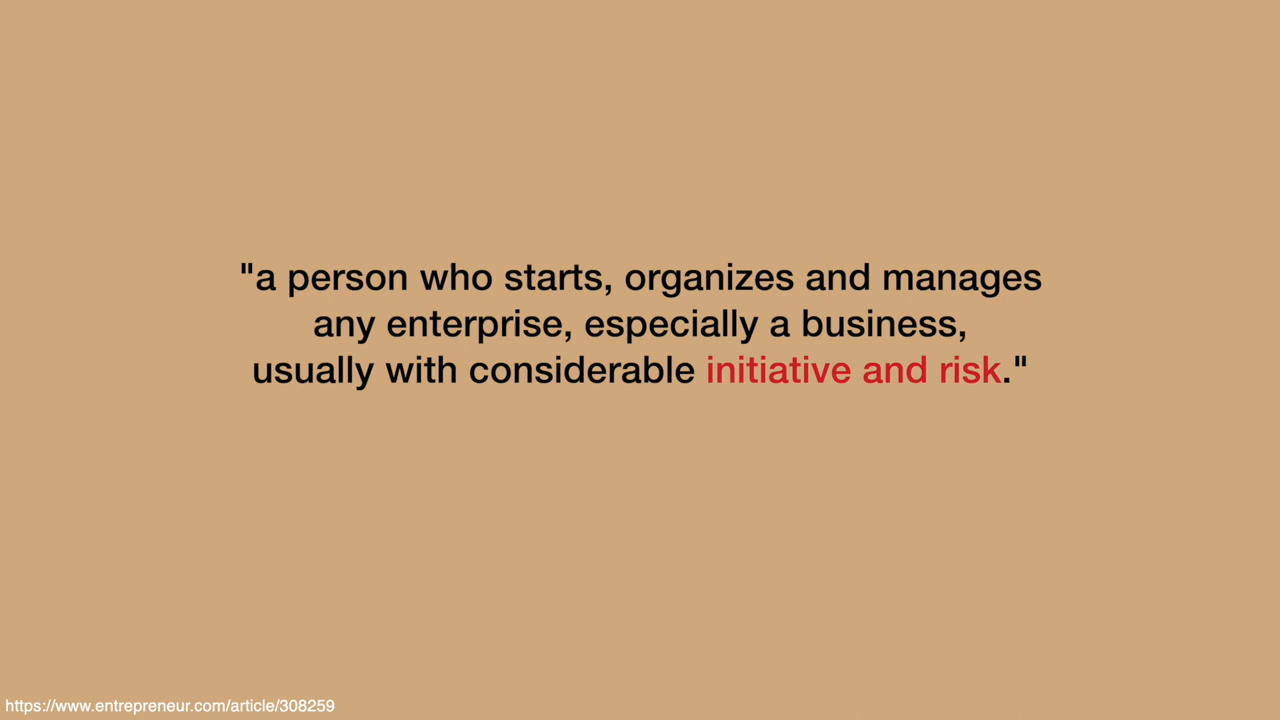 "a person who starts, organizes and manages
any enterprise, especially a business,
usually with considerable initiative and risk."
https://www.entrepreneur.com/article/308259